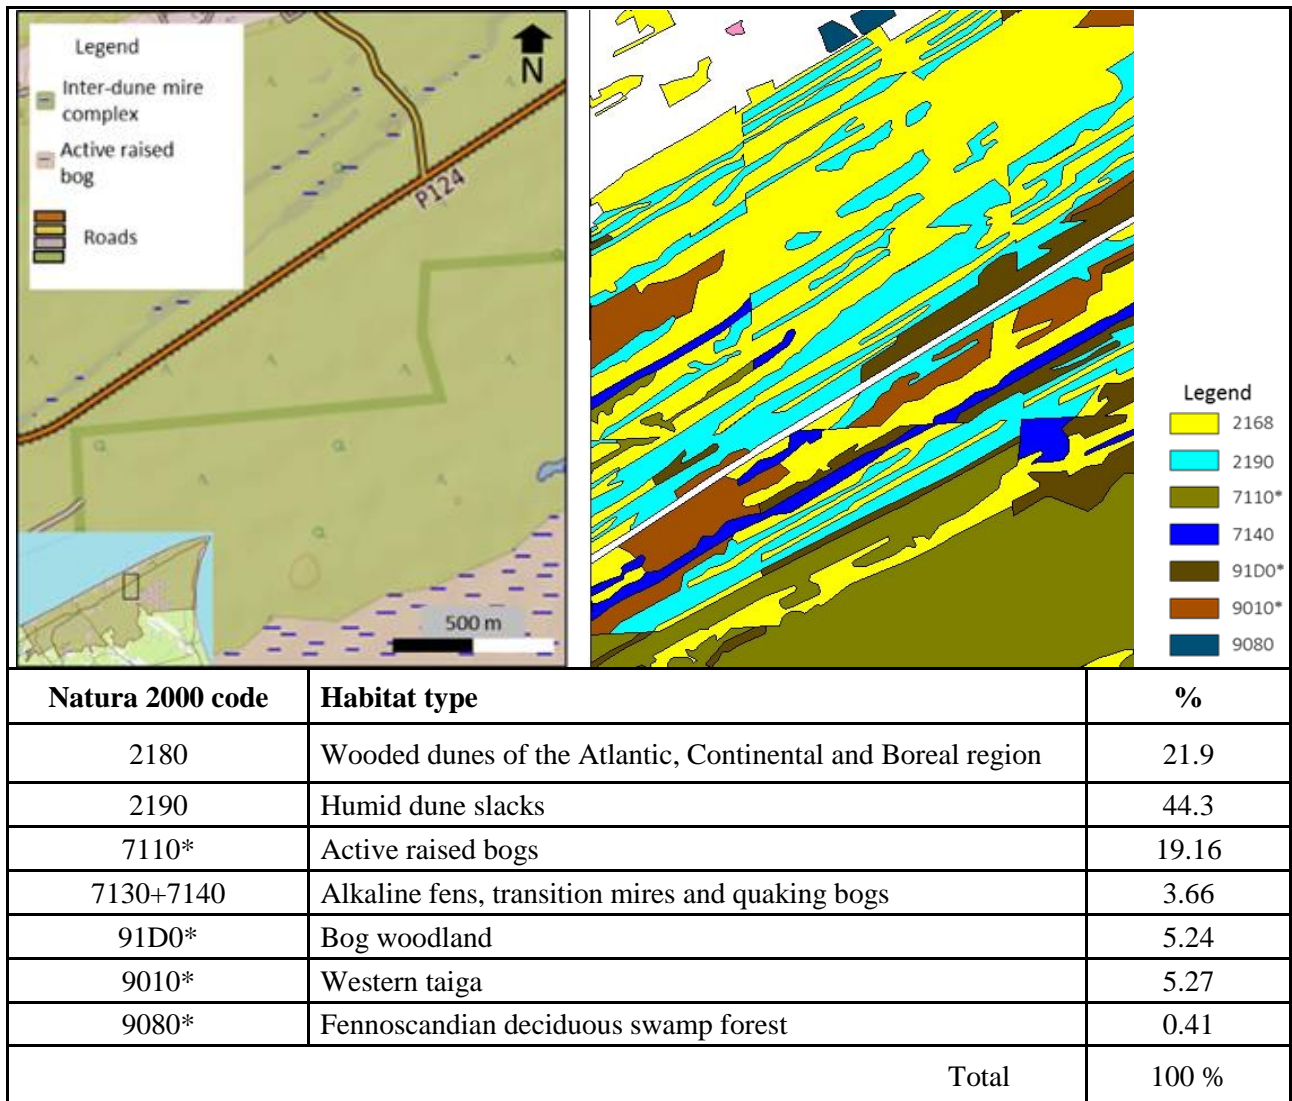 Legend
Inter-dune mire
complex
Active raised
bog
Roads
N
P124
500 m
Legend
2168
2190
7110*
7140
91D0*
9010*
9080
Natura 2000 code Habitat type %
2180 Wooded dunes of the Atlantic, Continental and Boreal region 21.9
2190 Humid dune slacks 44.3
7110* Active raised bogs 19.16
7130+7140 Alkaline fens, transition mires and quaking bogs 3.66
91D0* Bog woodland 5.24
9010* Western taiga 5.27
9080* Fennoscandian deciduous swamp forest 0.41
Total 100 %